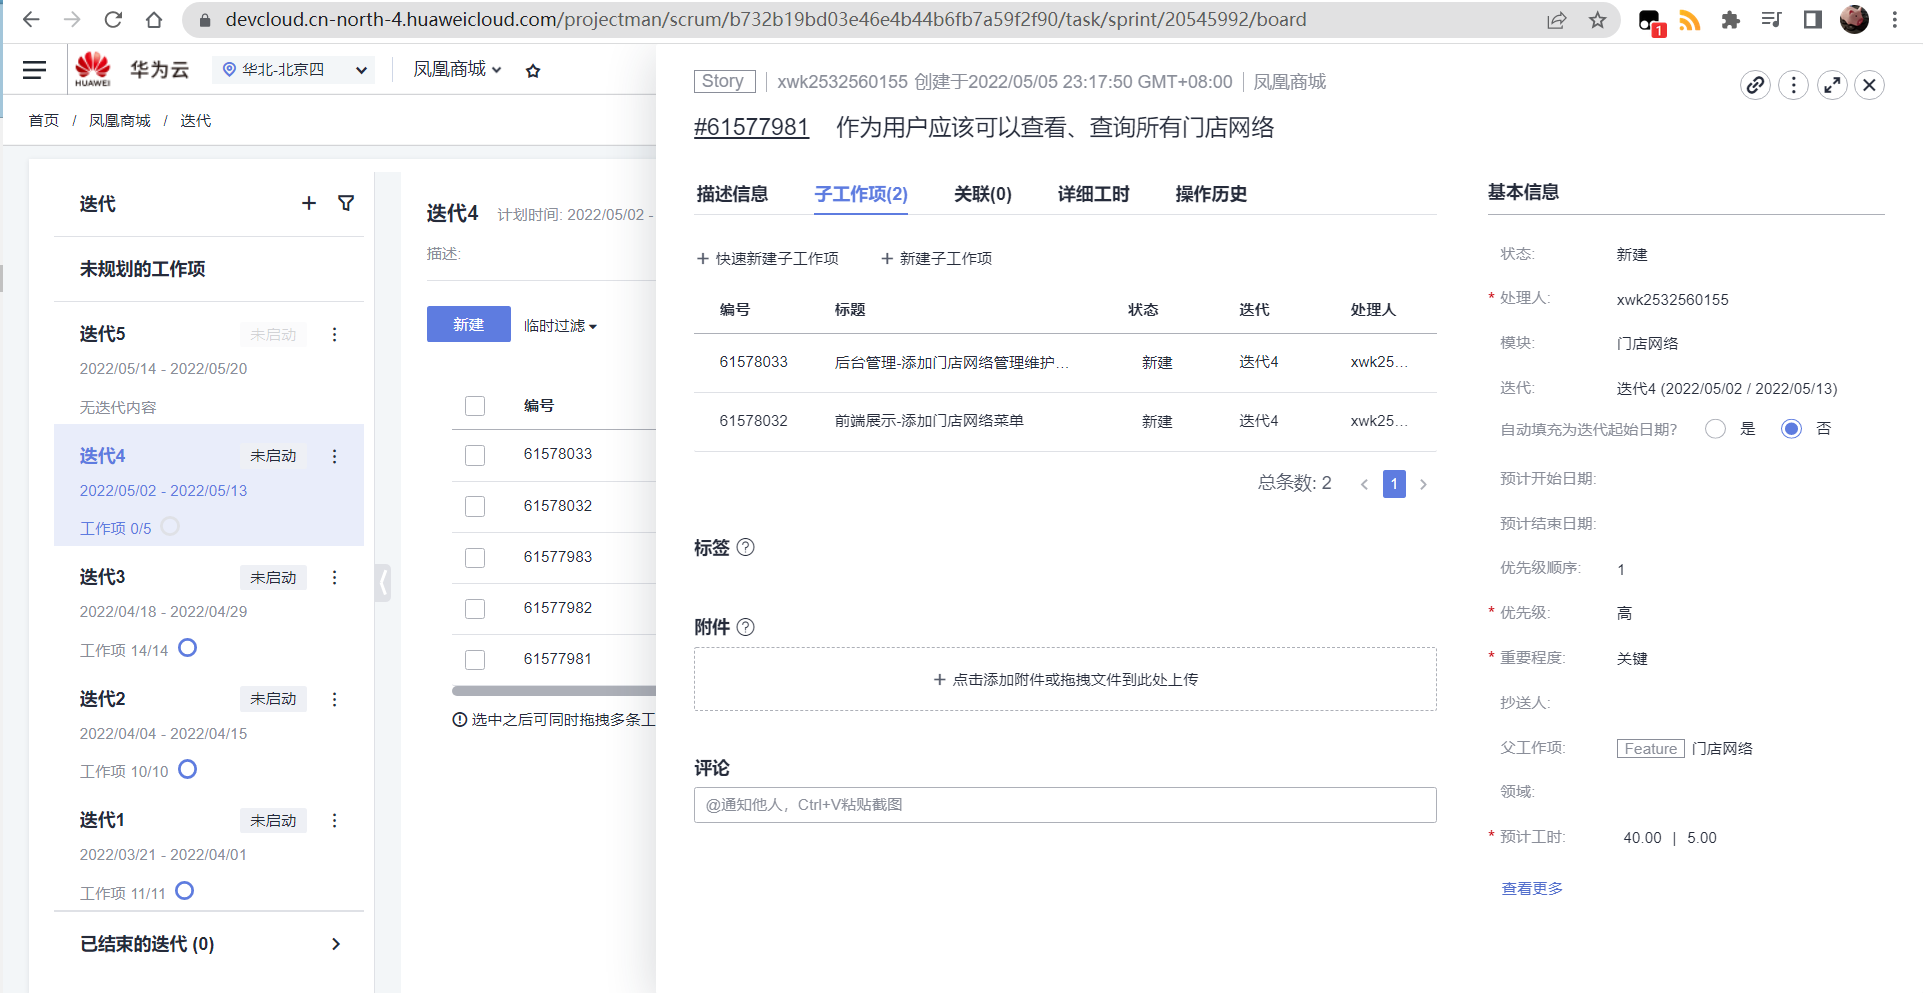 devcloud.cn-north-4.huaweicloud.com/projectman/scrum/b732b19bd03e46e4b44b6fb7a59f2f90/task/sprint/20545992/board
1
HUAWEI
华为云
华北-北京四
凤凰商城
首页 / 凤凰商城 / 迭代
迭代
未规划的工作项
迭代5
未启动
2022/05/14 - 2022/05/20
无迭代内容
迭代4
未启动
2022/05/02 - 2022/05/13
工作项 0/5
迭代3
未启动
2022/04/18 - 2022/04/29
工作项 14/14
迭代2
未启动
2022/04/04 - 2022/04/15
工作项 10/10
迭代1
未启动
2022/03/21 - 2022/04/01
工作项 11/11
已结束的迭代 (0)
迭代4
计划时间: 2022/05/02 -
描述:
新建
临时过滤
编号
61578033
61578032
61577983
61577982
61577981
选中之后可同时拖拽多条工
Story
xwk2532560155 创建于2022/05/05 23:17:50 GMT+08:00
凤凰商城
#61577981 作为用户应该可以查看、查询所有门店网络
描述信息 子工作项(2) 关联(0) 详细工时 操作历史
+ 快速新建子工作项 + 新建子工作项
编号 标题 状态 迭代 处理人
61578033 后台管理-添加门店网络管理维护... 新建 迭代4 xwk25...
61578032 前端展示-添加门店网络菜单 新建 迭代4 xwk25...
总条数: 2 < 1 >
标签 ?
附件 ?
+ 点击添加附件或拖拽文件到此处上传
评论
@通知他人，Ctrl+V粘贴截图
基本信息
状态: 新建
* 处理人: xwk2532560155
模块: 门店网络
迭代: 迭代4 (2022/05/02 / 2022/05/13)
自动填充为迭代起始日期? 是 否
预计开始日期:
预计结束日期:
优先级顺序: 1
* 优先级: 高
* 重要程度: 关键
抄送人:
父工作项: Feature 门店网络
领域:
* 预计工时: 40.00 | 5.00
查看更多